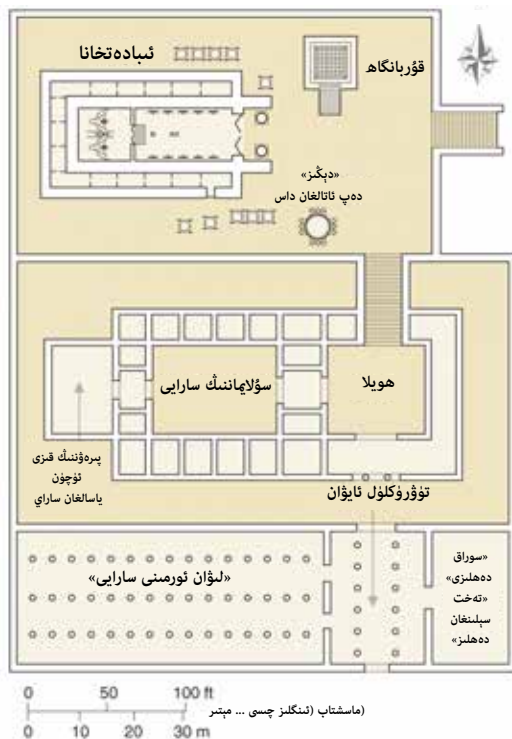 ئىبادەتخانا
قۇربانگاھ
«دېڭىز»
دەپ ئاتالغان داس
سۇلايماننىڭ سارايى
ھويلا
پىرەۋننىڭ قىزى
ئۈچۈن
ياسالغان ساراي
تۈۋرۈكلۈل ئايۋان
«لىۋان ئورمىنى سارايى»
«سوراق
دەھلىزى»
«تەخت
سېلىنغان
دەھلىز»
0 50 100 ft
ماسشتاب (ئىنگلىز چىسى ... مېتىر)
0 10 20 30 m